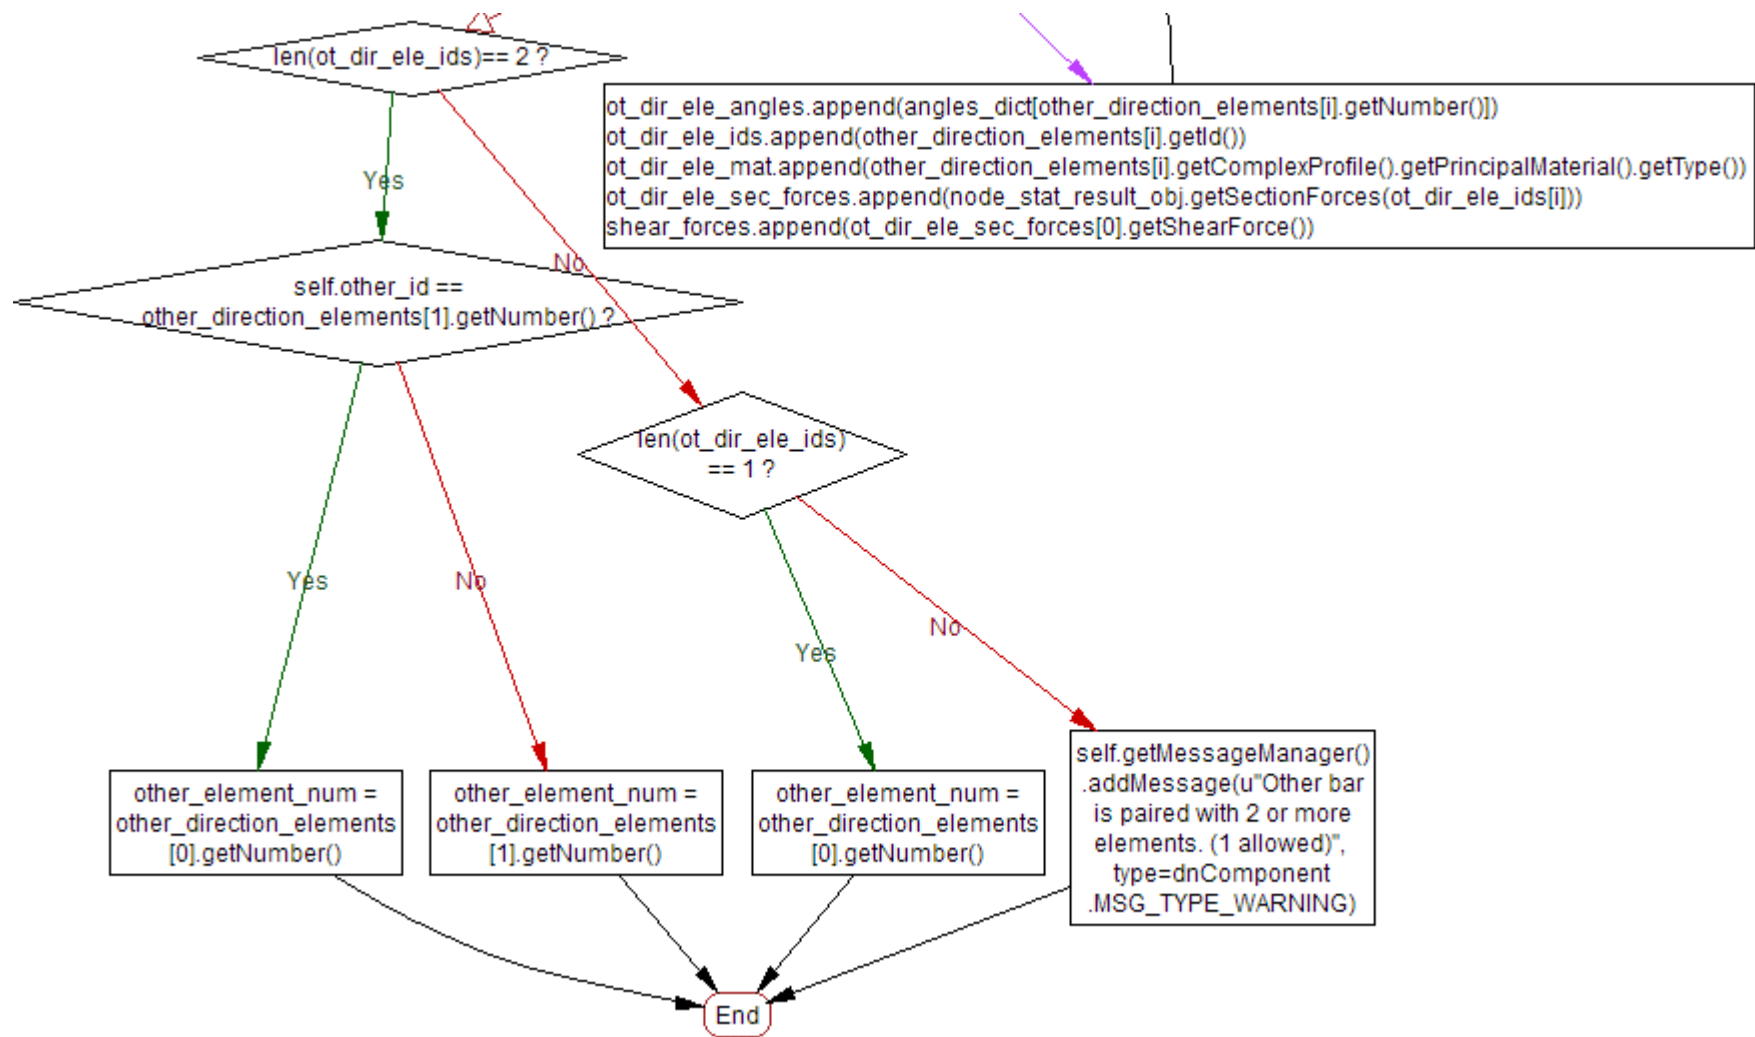 len(ot_dir_ele_ids)== 2 ?
ot_dir_ele_angles.append(angles_dict[other_direction_elements[i].getNumber()])
ot_dir_ele_ids.append(other_direction_elements[i].getId())
ot_dir_ele_mat.append(other_direction_elements[i].getComplexProfile().getPrincipalMaterial().getType())
ot_dir_ele_sec_forces.append(node_stat_result_obj.getSectionForces(ot_dir_ele_ids[i]))
shear_forces.append(ot_dir_ele_sec_forces[0].getShearForce())
Yes
No
self.other_id ==
other_direction_elements[1].getNumber() ?
len(ot_dir_ele_ids)
== 1 ?
Yes
No
Yes
No
other_element_num =
other_direction_elements
[0].getNumber()
other_element_num =
other_direction_elements
[1].getNumber()
other_element_num =
other_direction_elements
[0].getNumber()
self.getMessageManager()
.addMessage(u"Other bar
is paired with 2 or more
elements. (1 allowed)",
type=dnComponent
.MSG_TYPE_WARNING)
End